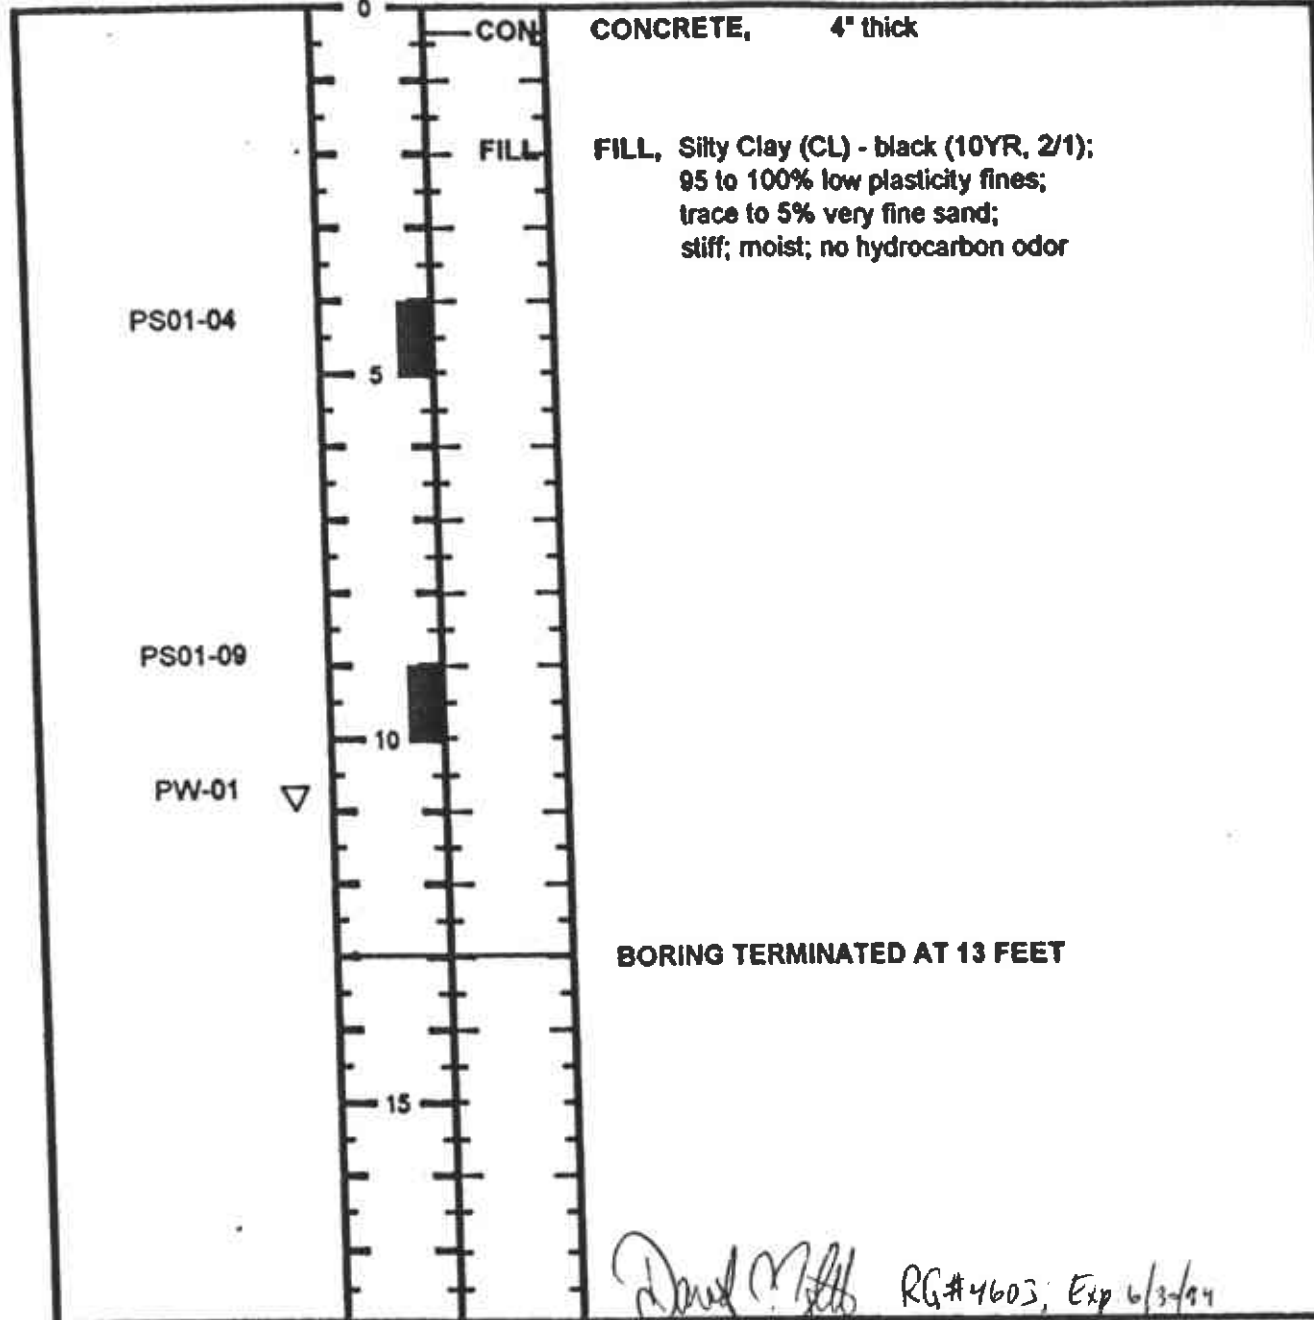 0
CON
CONCRETE, 4" thick
FILL
FILL, Silty Clay (CL) - black (10YR, 2/1);
95 to 100% low plasticity fines;
trace to 5% very fine sand;
stiff; moist; no hydrocarbon odor
PS01-04
5
PS01-09
10
PW-01
BORING TERMINATED AT 13 FEET
15
David RG#4603; Exp